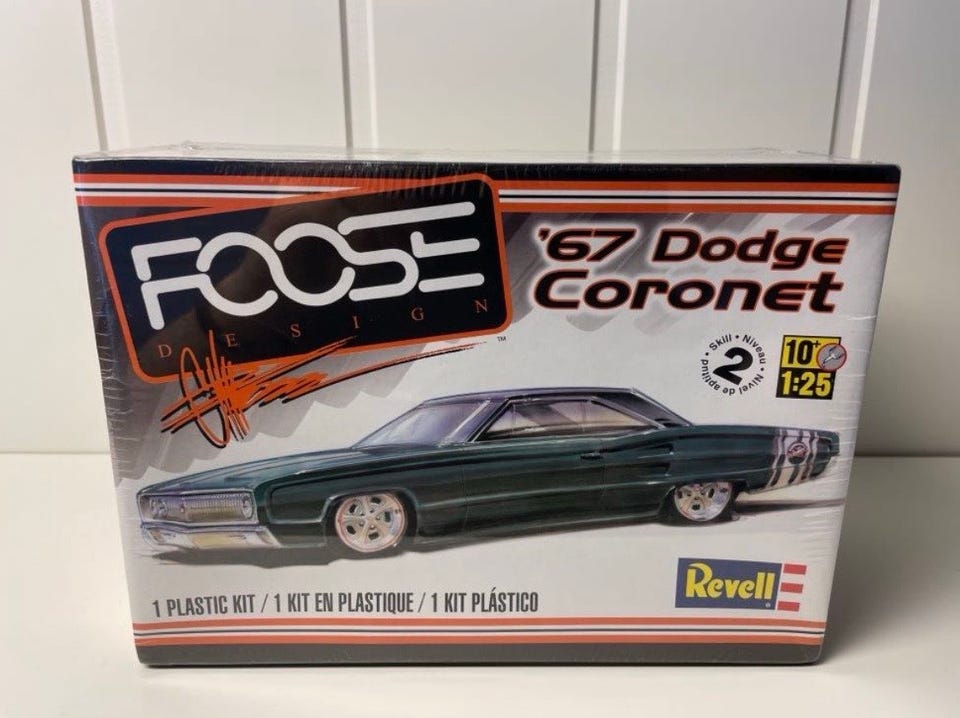 FOOSE
DESIGN
™
'67 Dodge
Coronet
Skill • Niveau • Nivel de aptitud •
2
10+
1:25
1 PLASTIC KIT / 1 KIT EN PLASTIQUE / 1 KIT PLÁSTICO
Revell